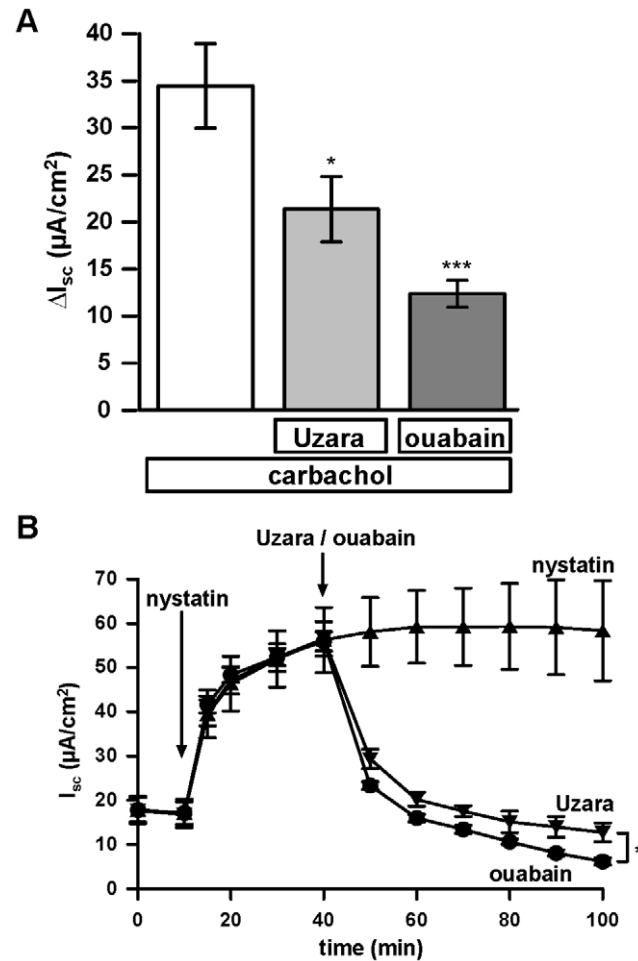 A
40
35
30
25
20
15
10
5
0
ΔIsc (µA/cm²)
*
***
Uzara
ouabain
carbachol
B
Uzara / ouabain
nystatin
nystatin
70
60
50
40
30
20
10
0
Isc (µA/cm²)
Uzara
*
ouabain
0 20 40 60 80 100
time (min)